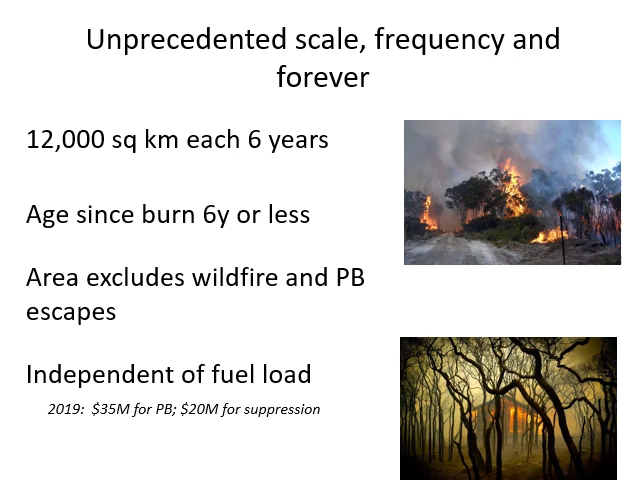 Unprecedented scale, frequency and
forever
12,000 sq km each 6 years
Age since burn 6y or less
Area excludes wildfire and PB
escapes
Independent of fuel load
2019:  $35M for PB; $20M for suppression